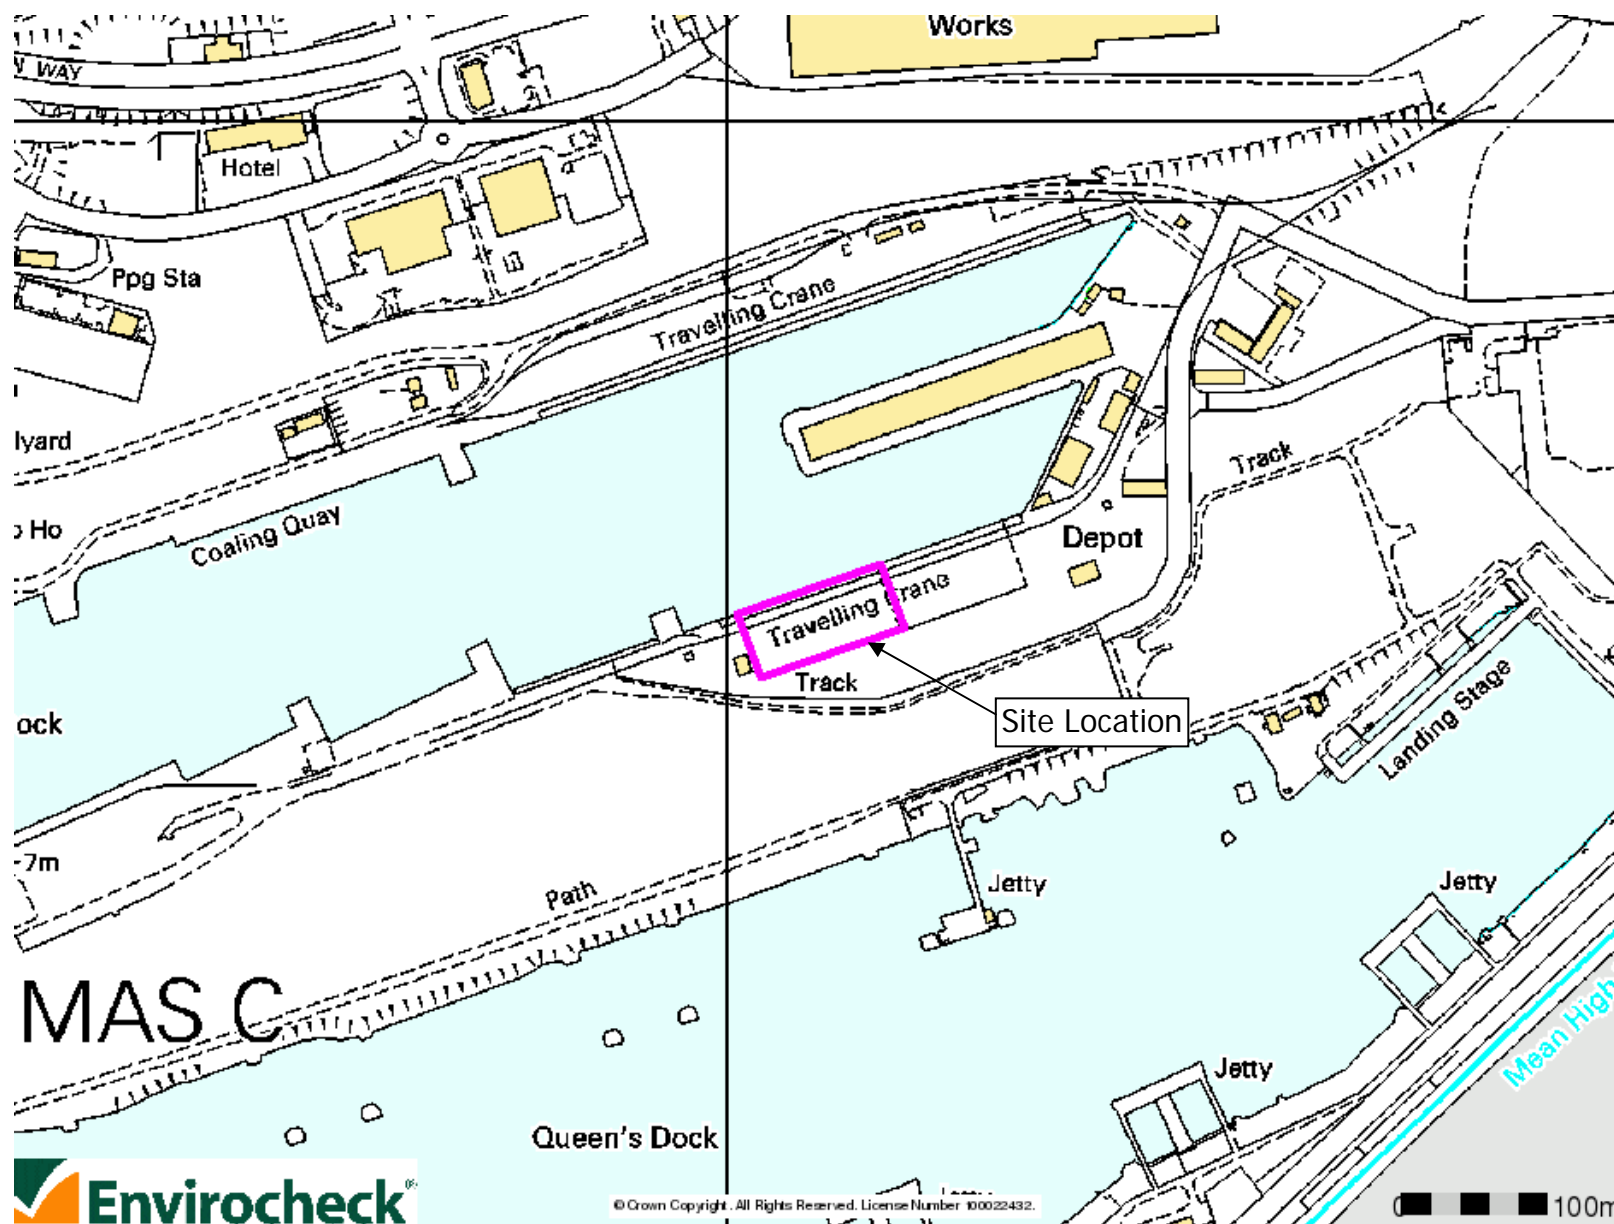 Works
N WAY
Hotel
Ppg Sta
Travelling Crane
lyard
Track
Ho
Coaling Quay
Depot
Travelling Crane
Track
Site Location
Landing Stage
ock
-7m
Jetty
Jetty
Path
MAS C
Mean High
Jetty
Queen's Dock
Envirocheck®
© Crown Copyright. All Rights Reserved. License Number 100022432.
0 100m